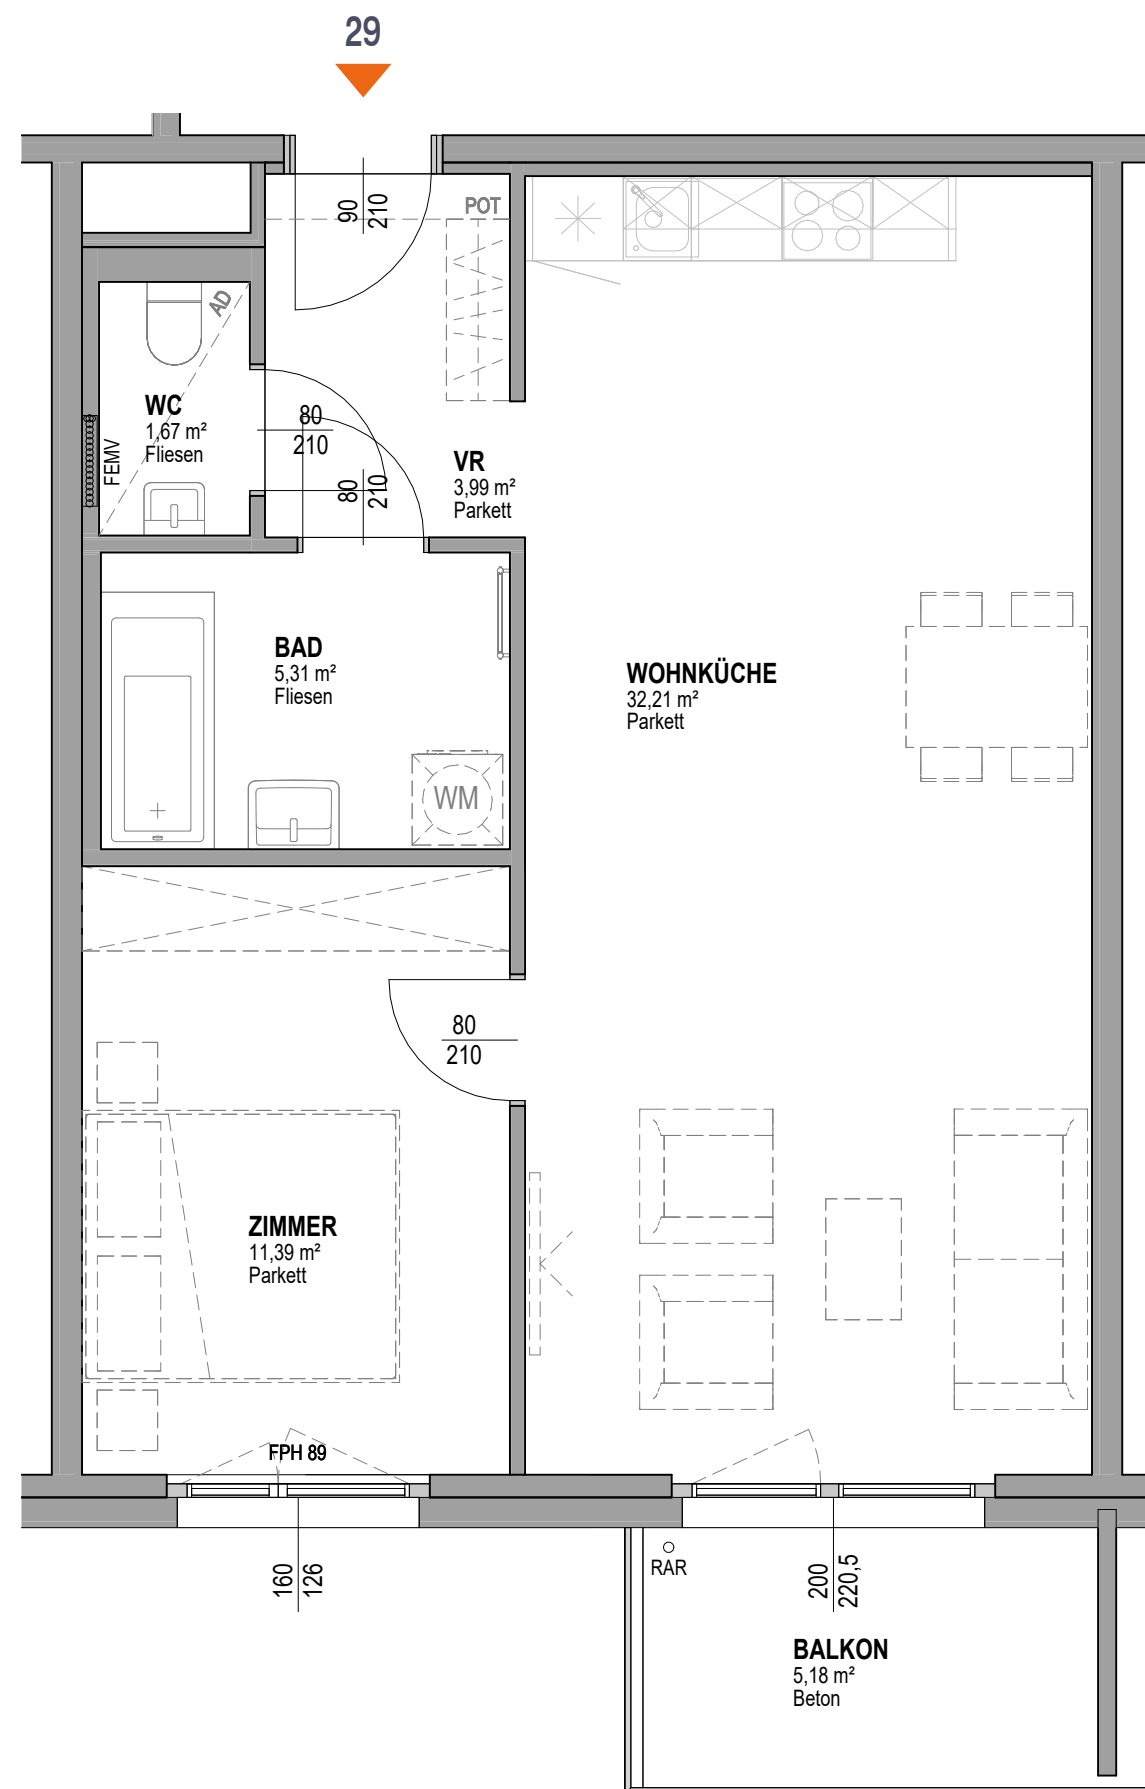 29
90
210
POT
AD
WC
1,67 m²
Fliesen
FEMV
80
210
80
210
VR
3,99 m²
Parkett
BAD
5,31 m²
Fliesen
WM
WOHNKÜCHE
32,21 m²
Parkett
80
210
ZIMMER
11,39 m²
Parkett
FPH 89
160
126
RAR
200
220,5
BALKON
5,18 m²
Beton